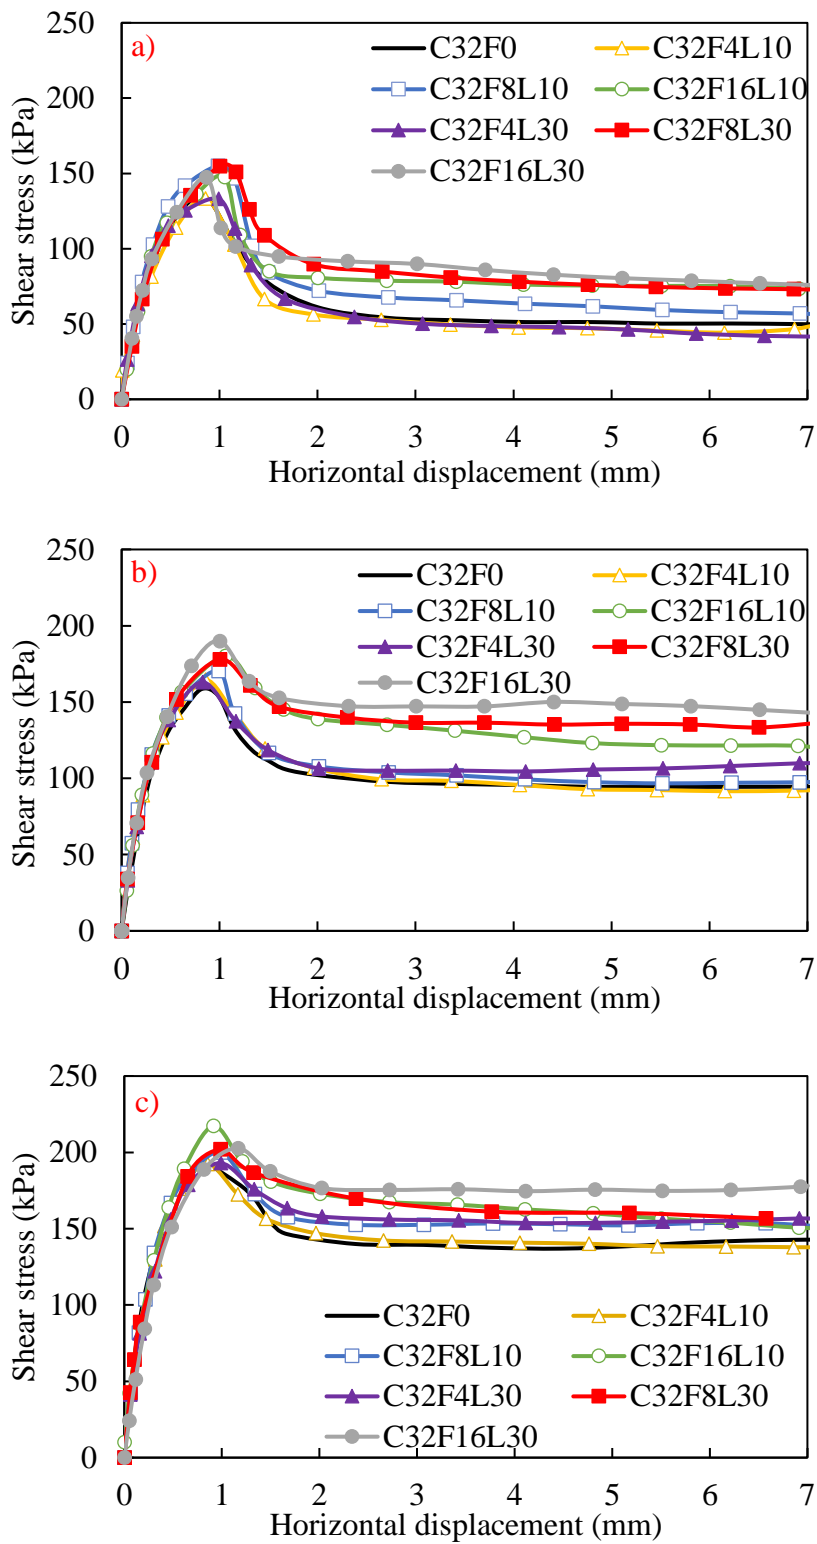 250
a)
C32F0
C32F4L10
200
C32F8L10
C32F16L10
C32F4L30
C32F8L30
150
C32F16L30
100
50
0
Shear stress (kPa)
0 1 2 3 4 5 6 7
Horizontal displacement (mm)
250
b)
C32F0
C32F4L10
200
C32F8L10
C32F16L10
C32F4L30
C32F8L30
150
C32F16L30
100
50
0
Shear stress (kPa)
0 1 2 3 4 5 6 7
Horizontal displacement (mm)
250
c)
200
150
100
C32F0
C32F4L10
C32F8L10
C32F16L10
50
C32F4L30
C32F8L30
C32F16L30
0
Shear stress (kPa)
0 1 2 3 4 5 6 7
Horizontal displacement (mm)